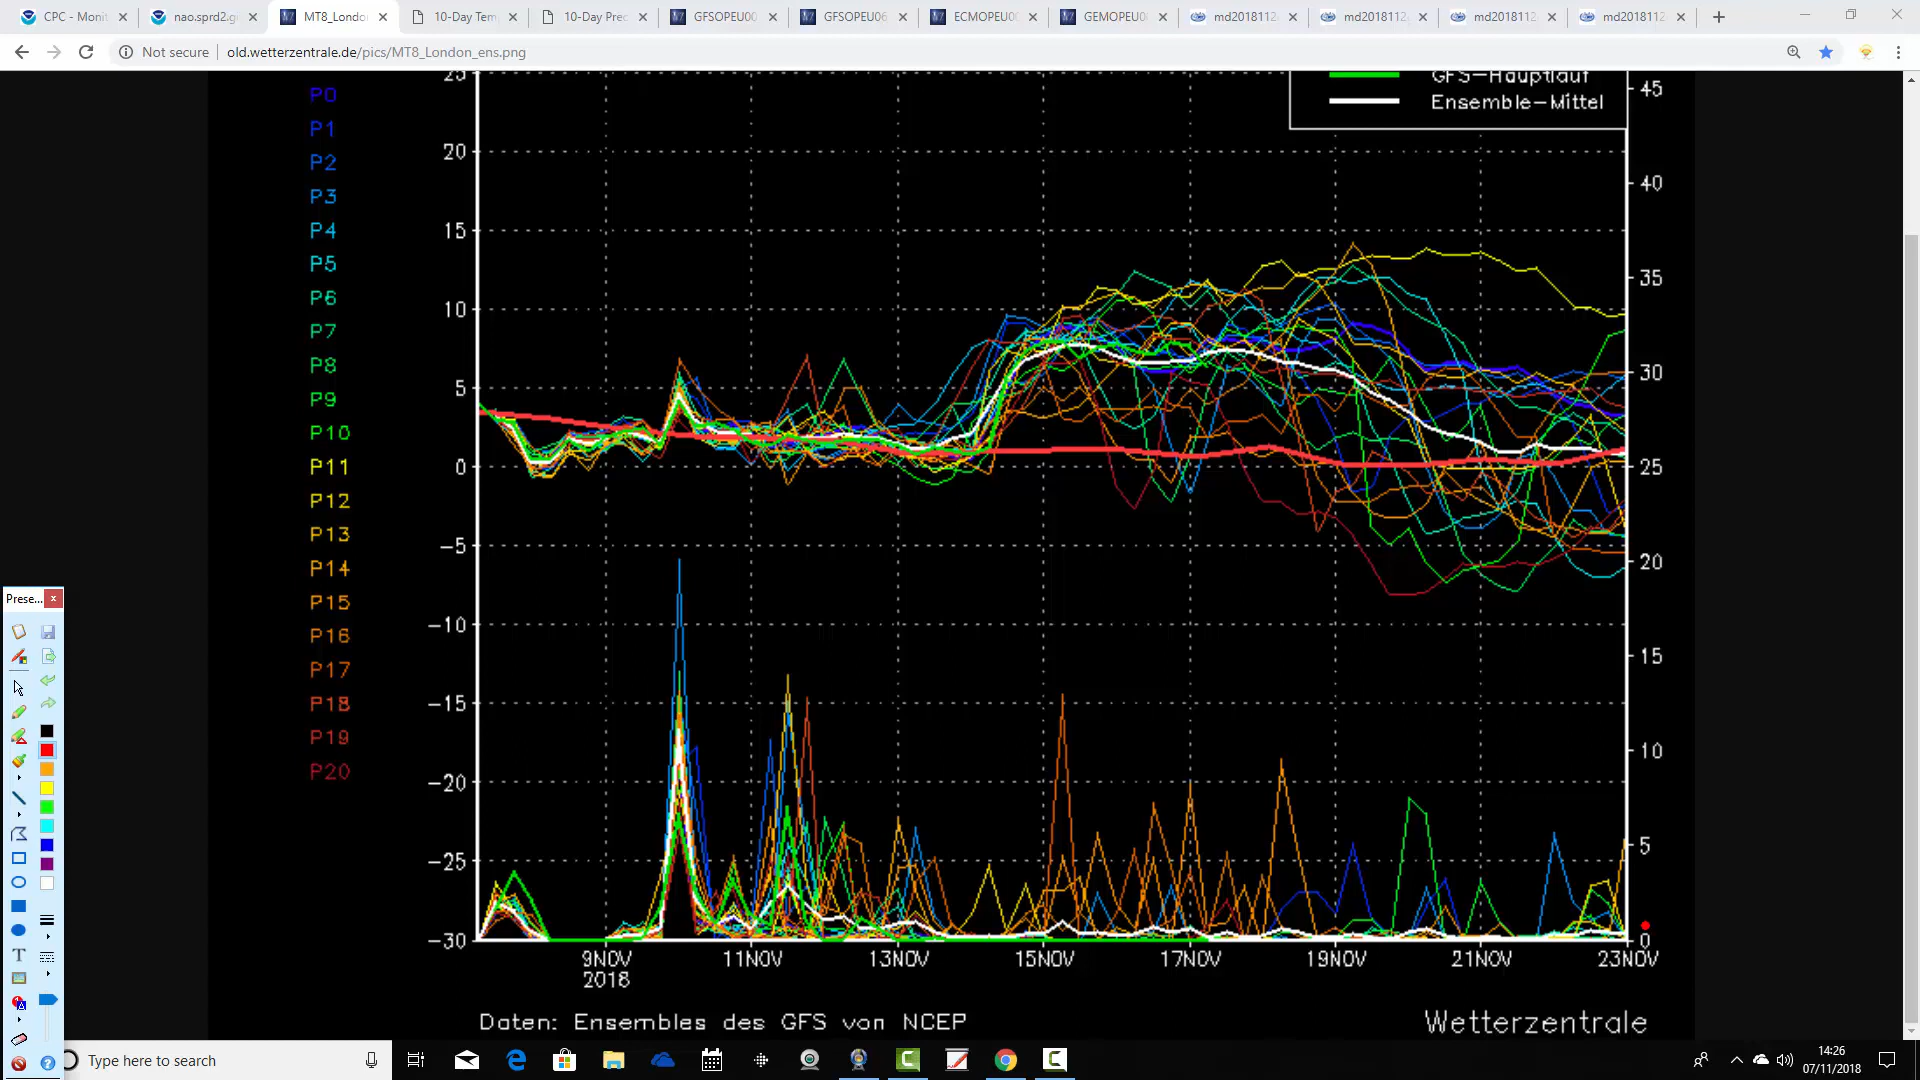 CPC - Monit
nao.sprd2.g
MT8_Londo
10-Day Tem
10-Day Prec
GFSOPEU00
GFSOPEU06
ECMOPEU00
GEMOPEU0
md2018112
md2018112
md2018112
md2018112
Not secure
old.wetterzentrale.de/pics/MT8_London_ens.png
GFS-Hauptlauf
Ensemble-Mittel
P0
P1
P2
P3
P4
P5
P6
P7
P8
P9
P10
P11
P12
P13
P14
P15
P16
P17
P18
P19
P20
25
20
15
10
5
0
-5
-10
-15
-20
-25
-30
45
40
35
30
25
20
15
10
5
0
9NOV
2018
11NOV
13NOV
15NOV
17NOV
19NOV
21NOV
23NOV
Daten: Ensembles des GFS von NCEP
Wetterzentrale
Prese...
Type here to search
14:26
07/11/2018